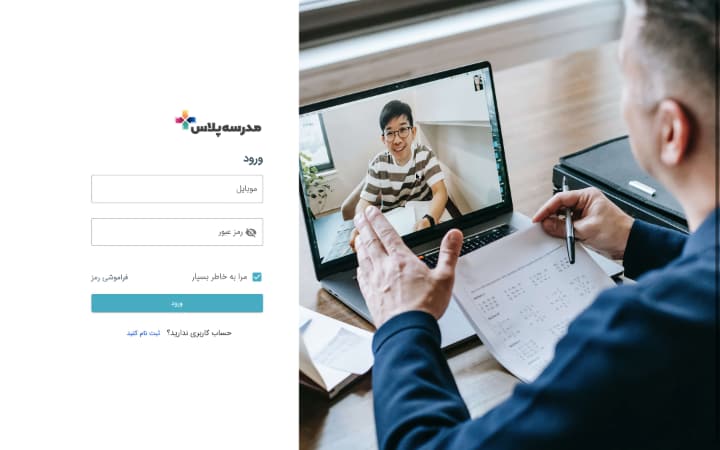 مدرسه پلاس
ورود
موبایل
رمز عبور
مرا به خاطر بسپار
فراموشی رمز
ورود
حساب کاربری ندارید؟ ثبت نام کنید